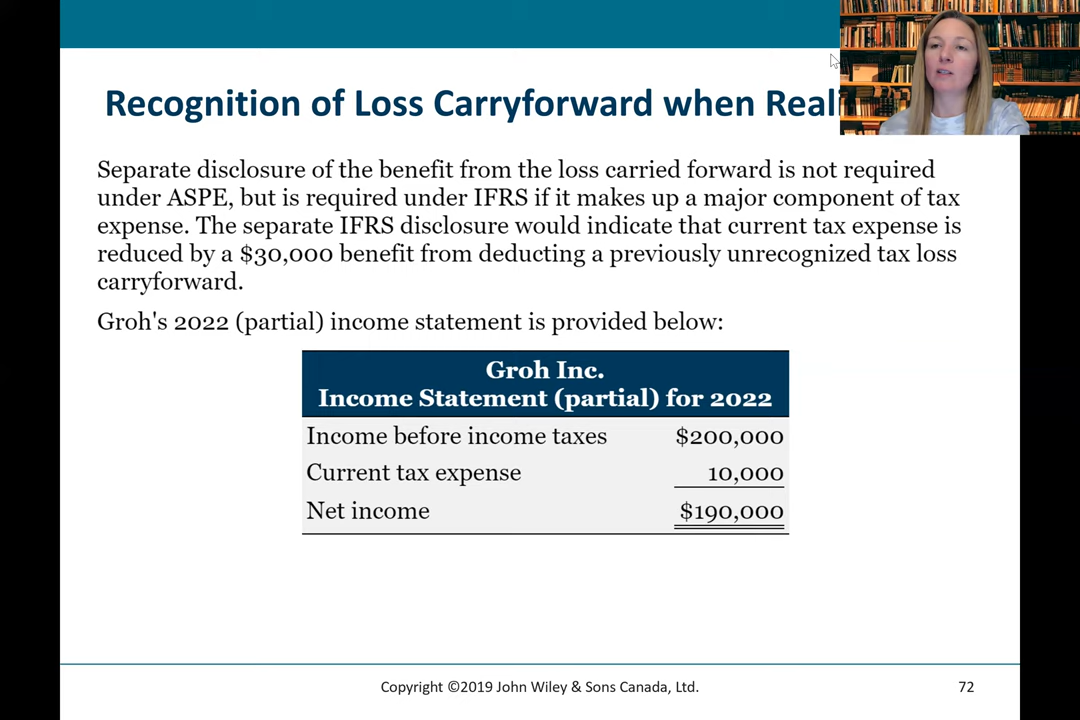 Recognition of Loss Carryforward when
Separate disclosure of the benefit from the loss carried forward is not required
under ASPE, but is required under IFRS if it makes up a major component of tax
expense. The separate IFRS disclosure would indicate that current tax expense is
reduced by a $30,000 benefit from deducting a previously unrecognized tax loss
carryforward.
Groh's 2022 (partial) income statement is provided below:
Groh Inc.
Income Statement (partial) for 2022
Income before income taxes $200,000
Current tax expense 10,000
Net income $190,000
Copyright ©2019 John Wiley & Sons Canada, Ltd. 72